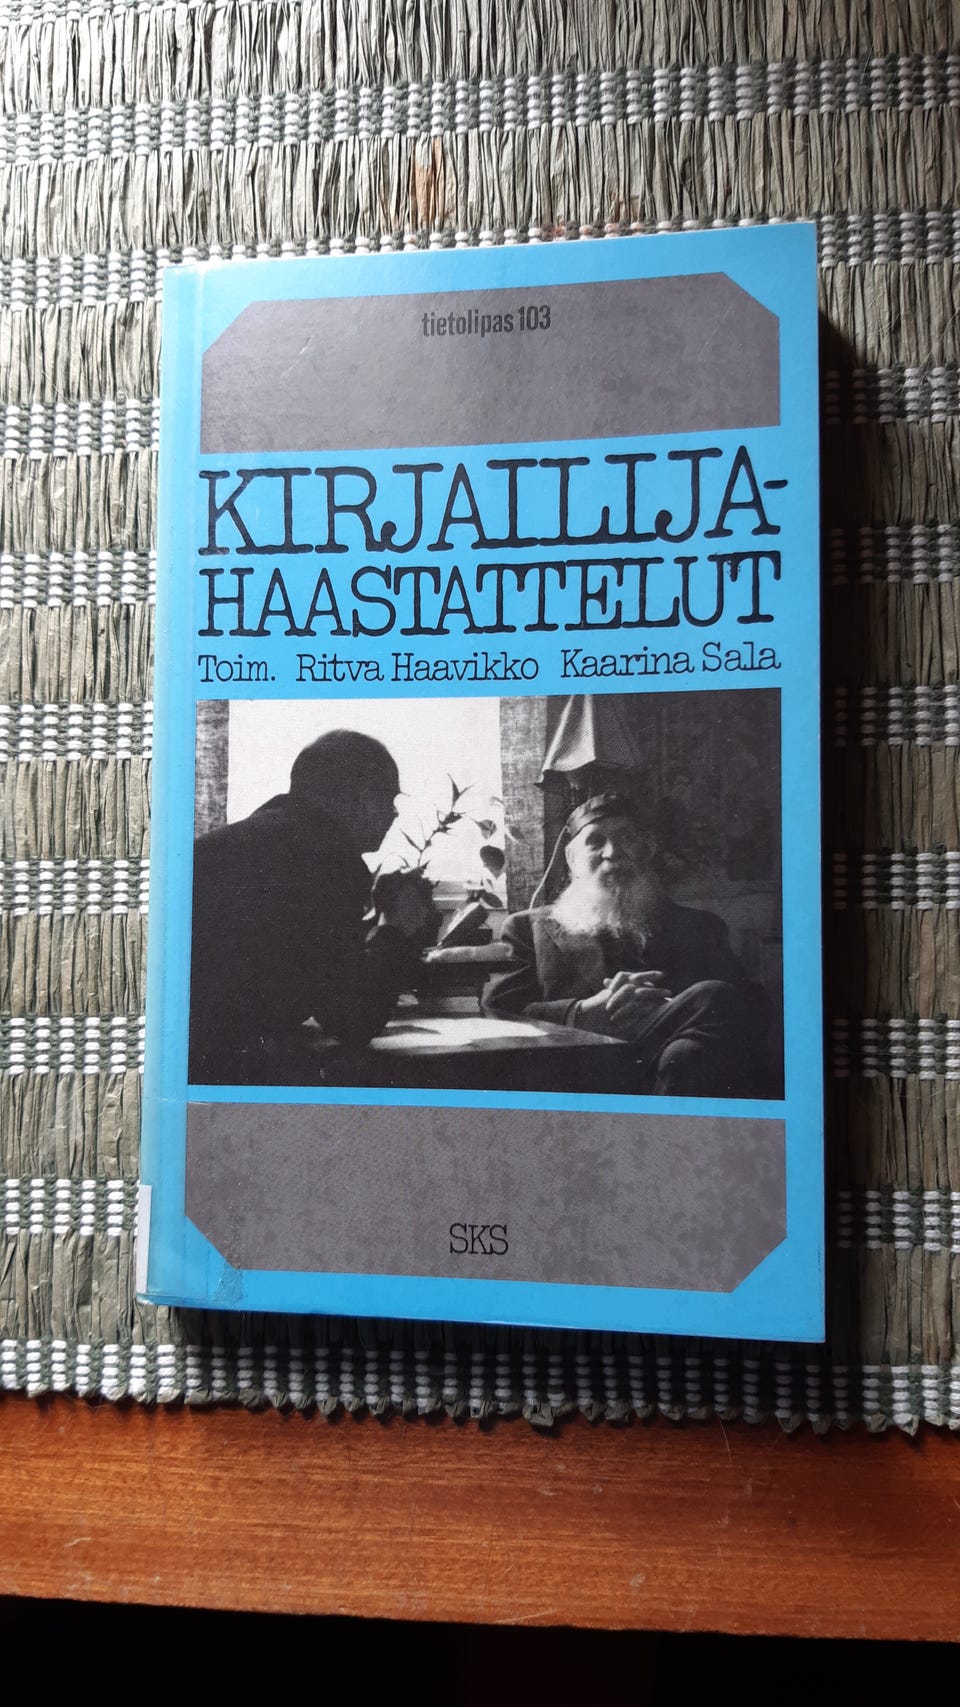 tietolipas 103
KIRJAILIJA-
HAASTATTELUT
Toim. Ritva Haavikko Kaarina Sala
SKS